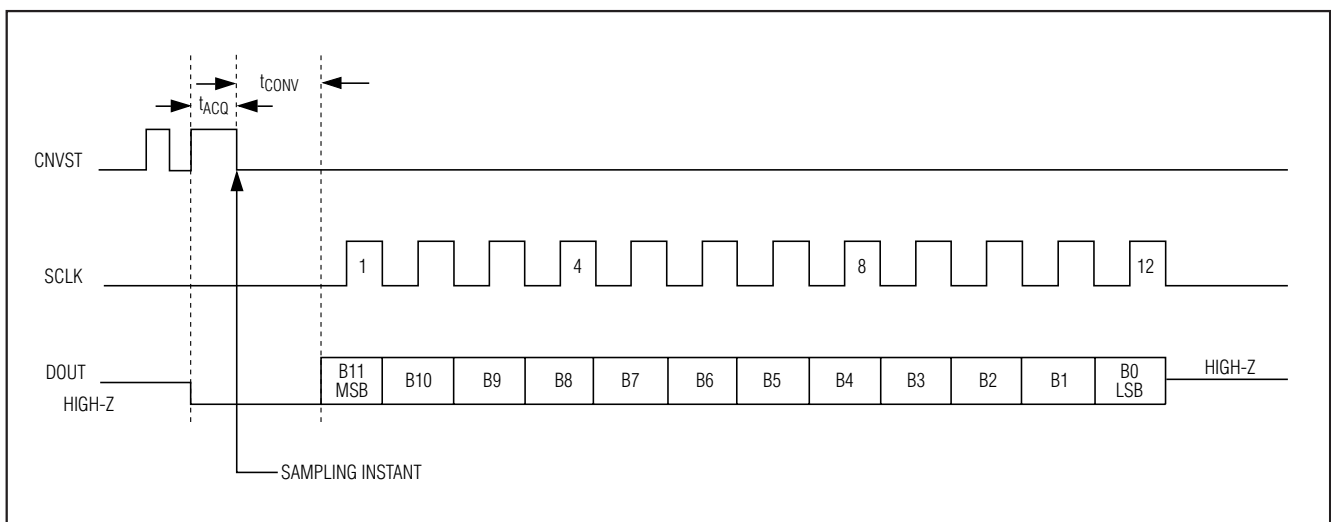 tCONV
tACQ
CNVST
1 4 8 12
SCLK
DOUT
HIGH-Z
B11
MSB
B10 B9 B8 B7 B6 B5 B4 B3 B2 B1
B0
LSB
HIGH-Z
SAMPLING INSTANT